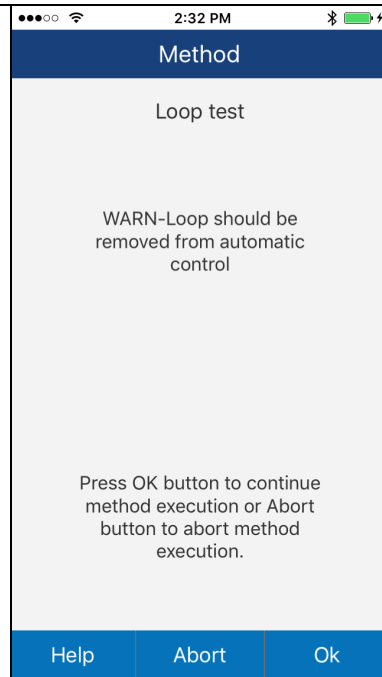 2:32 PM
Method
Loop test
WARN-Loop should be
removed from automatic
control
Press OK button to continue
method execution or Abort
button to abort method
execution.
Help Abort Ok